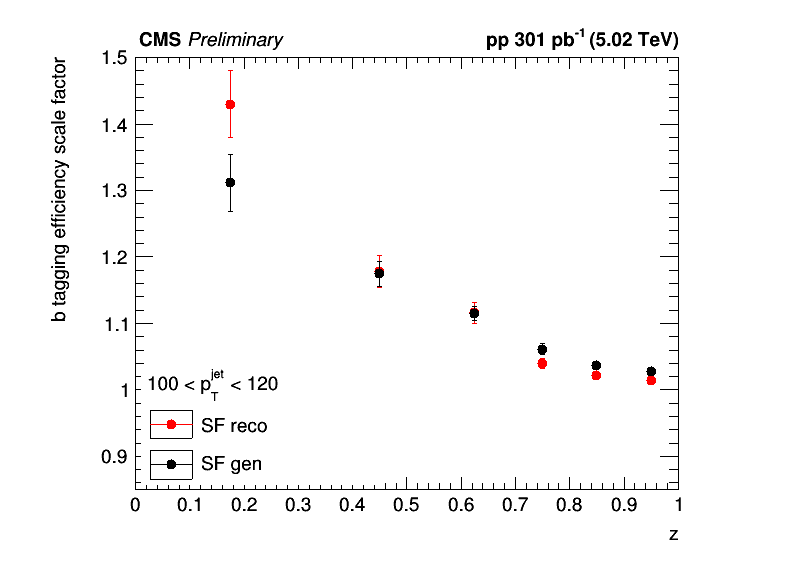 CMS Preliminary
pp 301 pb-1 (5.02 TeV)
b tagging efficiency scale factor
1.5
1.4
1.3
1.2
1.1
1
0.9
100 < pTjet < 120
SF reco
SF gen
0 0.1 0.2 0.3 0.4 0.5 0.6 0.7 0.8 0.9 1
z